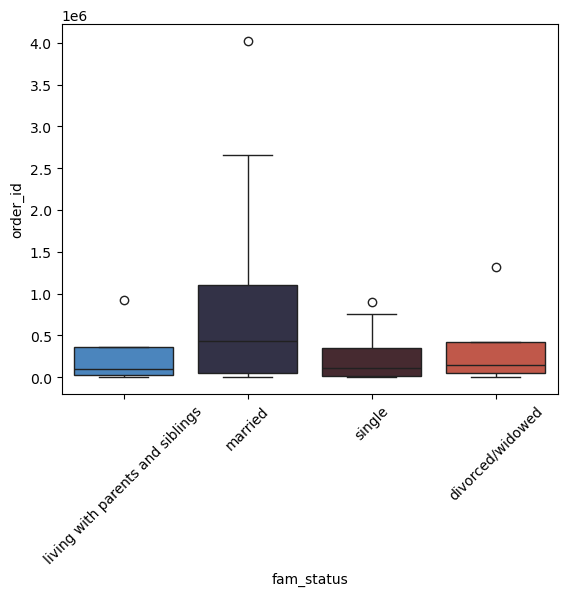 1e6
4.0
3.5
3.0
2.5
2.0
1.5
1.0
0.5
0.0
order_id
living with parents and siblings
married
single
divorced/widowed
fam_status